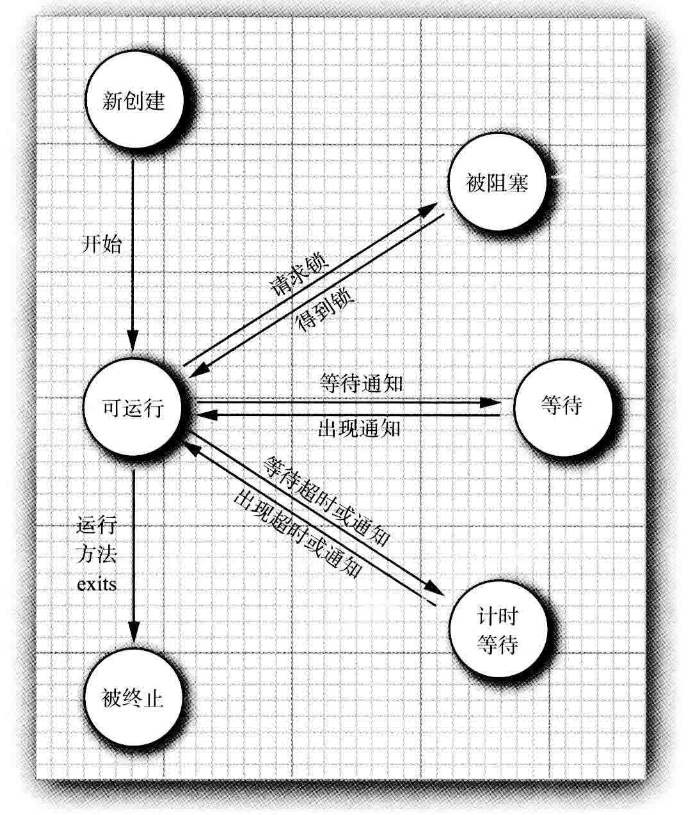 新创建
被阻塞
开始
请求锁
得到锁
等待通知
可运行
等待
出现通知
等待超时或通知
出现超时或通知
运行
方法
exits
计时
等待
被终止